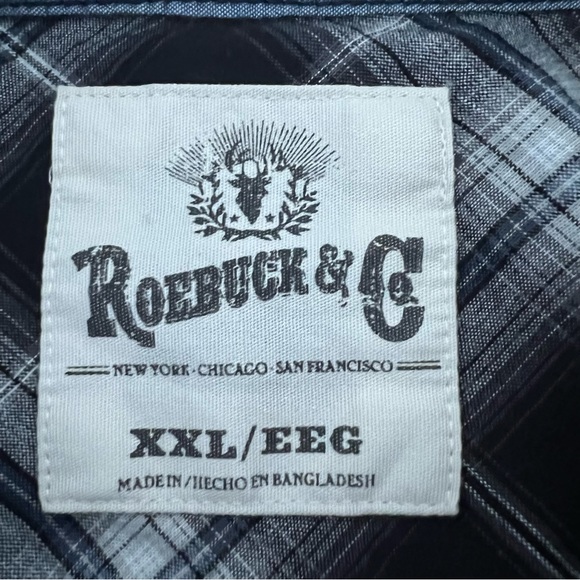 ROEBUCK & Co
NEW YORK · CHICAGO · SAN FRANCISCO
XXL/EEG
MADE IN/HECHO EN BANGLADESH